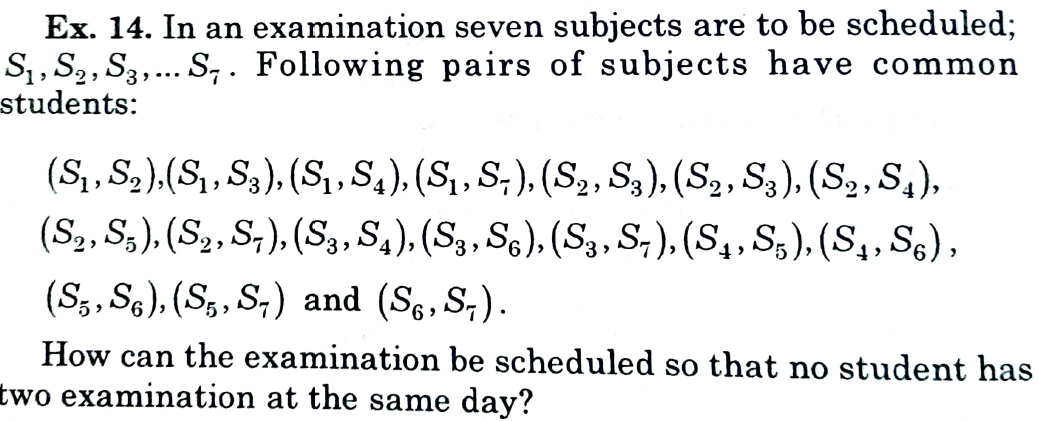 Ex. 14. In an examination seven subjects are to be scheduled;
S₁, S₂, S₃,... S₇. Following pairs of subjects have common
students:
(S₁, S₂),(S₁, S₃),(S₁, S₄),(S₁, S₇),(S₂, S₃),(S₂, S₃),(S₂, S₄),
(S₂, S₅),(S₂, S₇),(S₃, S₄),(S₃, S₆),(S₃, S₇),(S₄, S₅),(S₄, S₆),
(S₅, S₆),(S₅, S₇) and (S₆, S₇).
How can the examination be scheduled so that no student has
two examination at the same day?